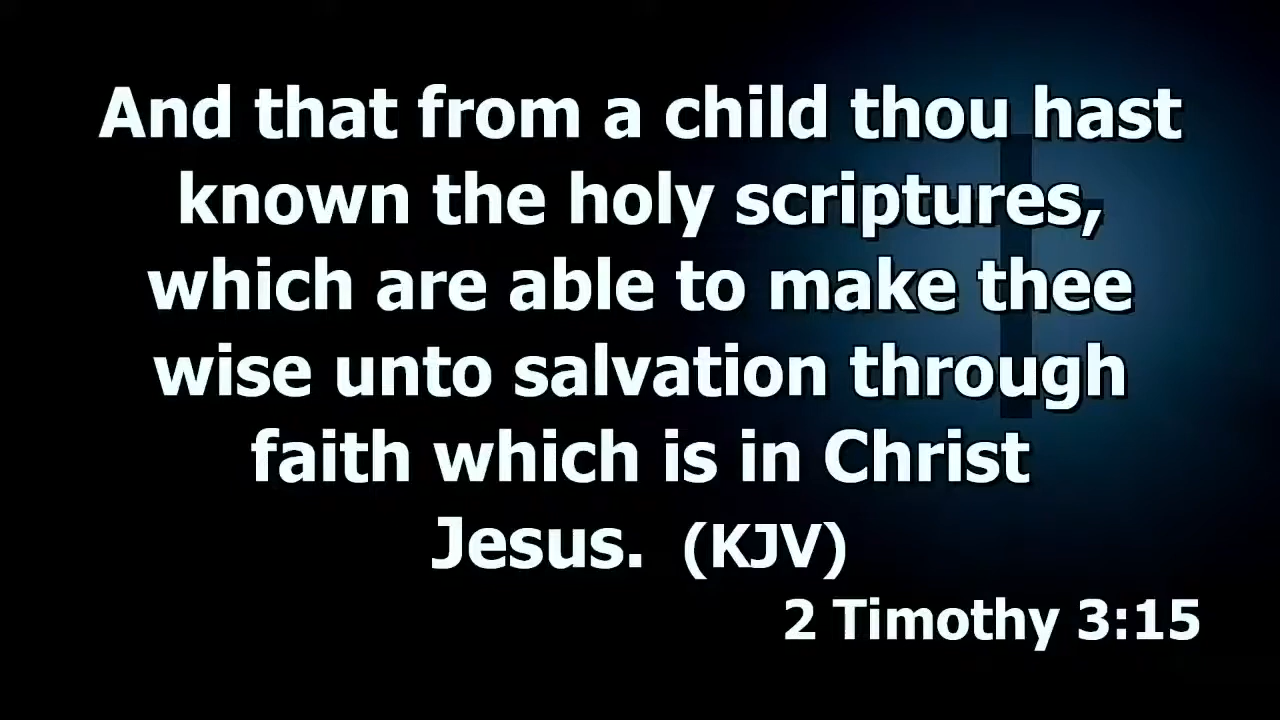 And that from a child thou hast
known the holy scriptures,
which are able to make thee
wise unto salvation through
faith which is in Christ
Jesus. (KJV)
2 Timothy 3:15